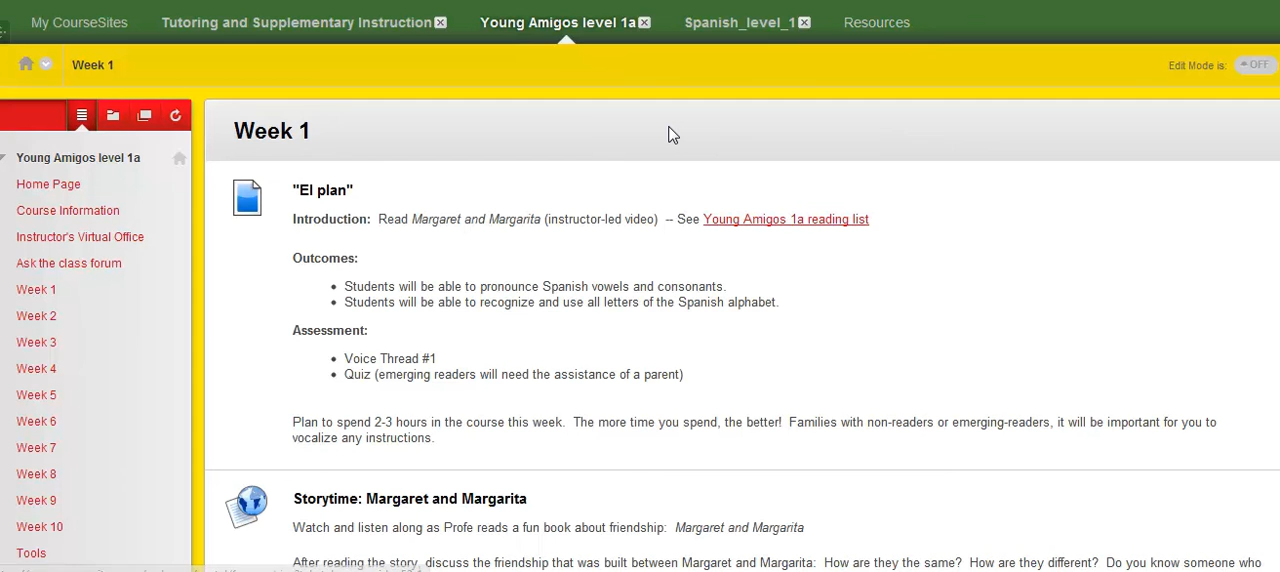 My CourseSites Tutoring and Supplementary Instruction Young Amigos level 1a Spanish_level_1 Resources
Week 1 Edit Mode is: OFF
Week 1
Young Amigos level 1a
Home Page
Course Information
Instructor's Virtual Office
Ask the class forum
Week 1
Week 2
Week 3
Week 4
Week 5
Week 6
Week 7
Week 8
Week 9
Week 10
Tools
"El plan"
Introduction: Read Margaret and Margarita (instructor-led video) -- See Young Amigos 1a reading list
Outcomes:
• Students will be able to pronounce Spanish vowels and consonants.
• Students will be able to recognize and use all letters of the Spanish alphabet.
Assessment:
• Voice Thread #1
• Quiz (emerging readers will need the assistance of a parent)
Plan to spend 2-3 hours in the course this week. The more time you spend, the better! Families with non-readers or emerging-readers, it will be important for you to
vocalize any instructions.
Storytime: Margaret and Margarita
Watch and listen along as Profe reads a fun book about friendship: Margaret and Margarita
After reading the story, discuss the friendship that was built between Margaret and Margarita: How are they the same? How are they different? Do you know someone who